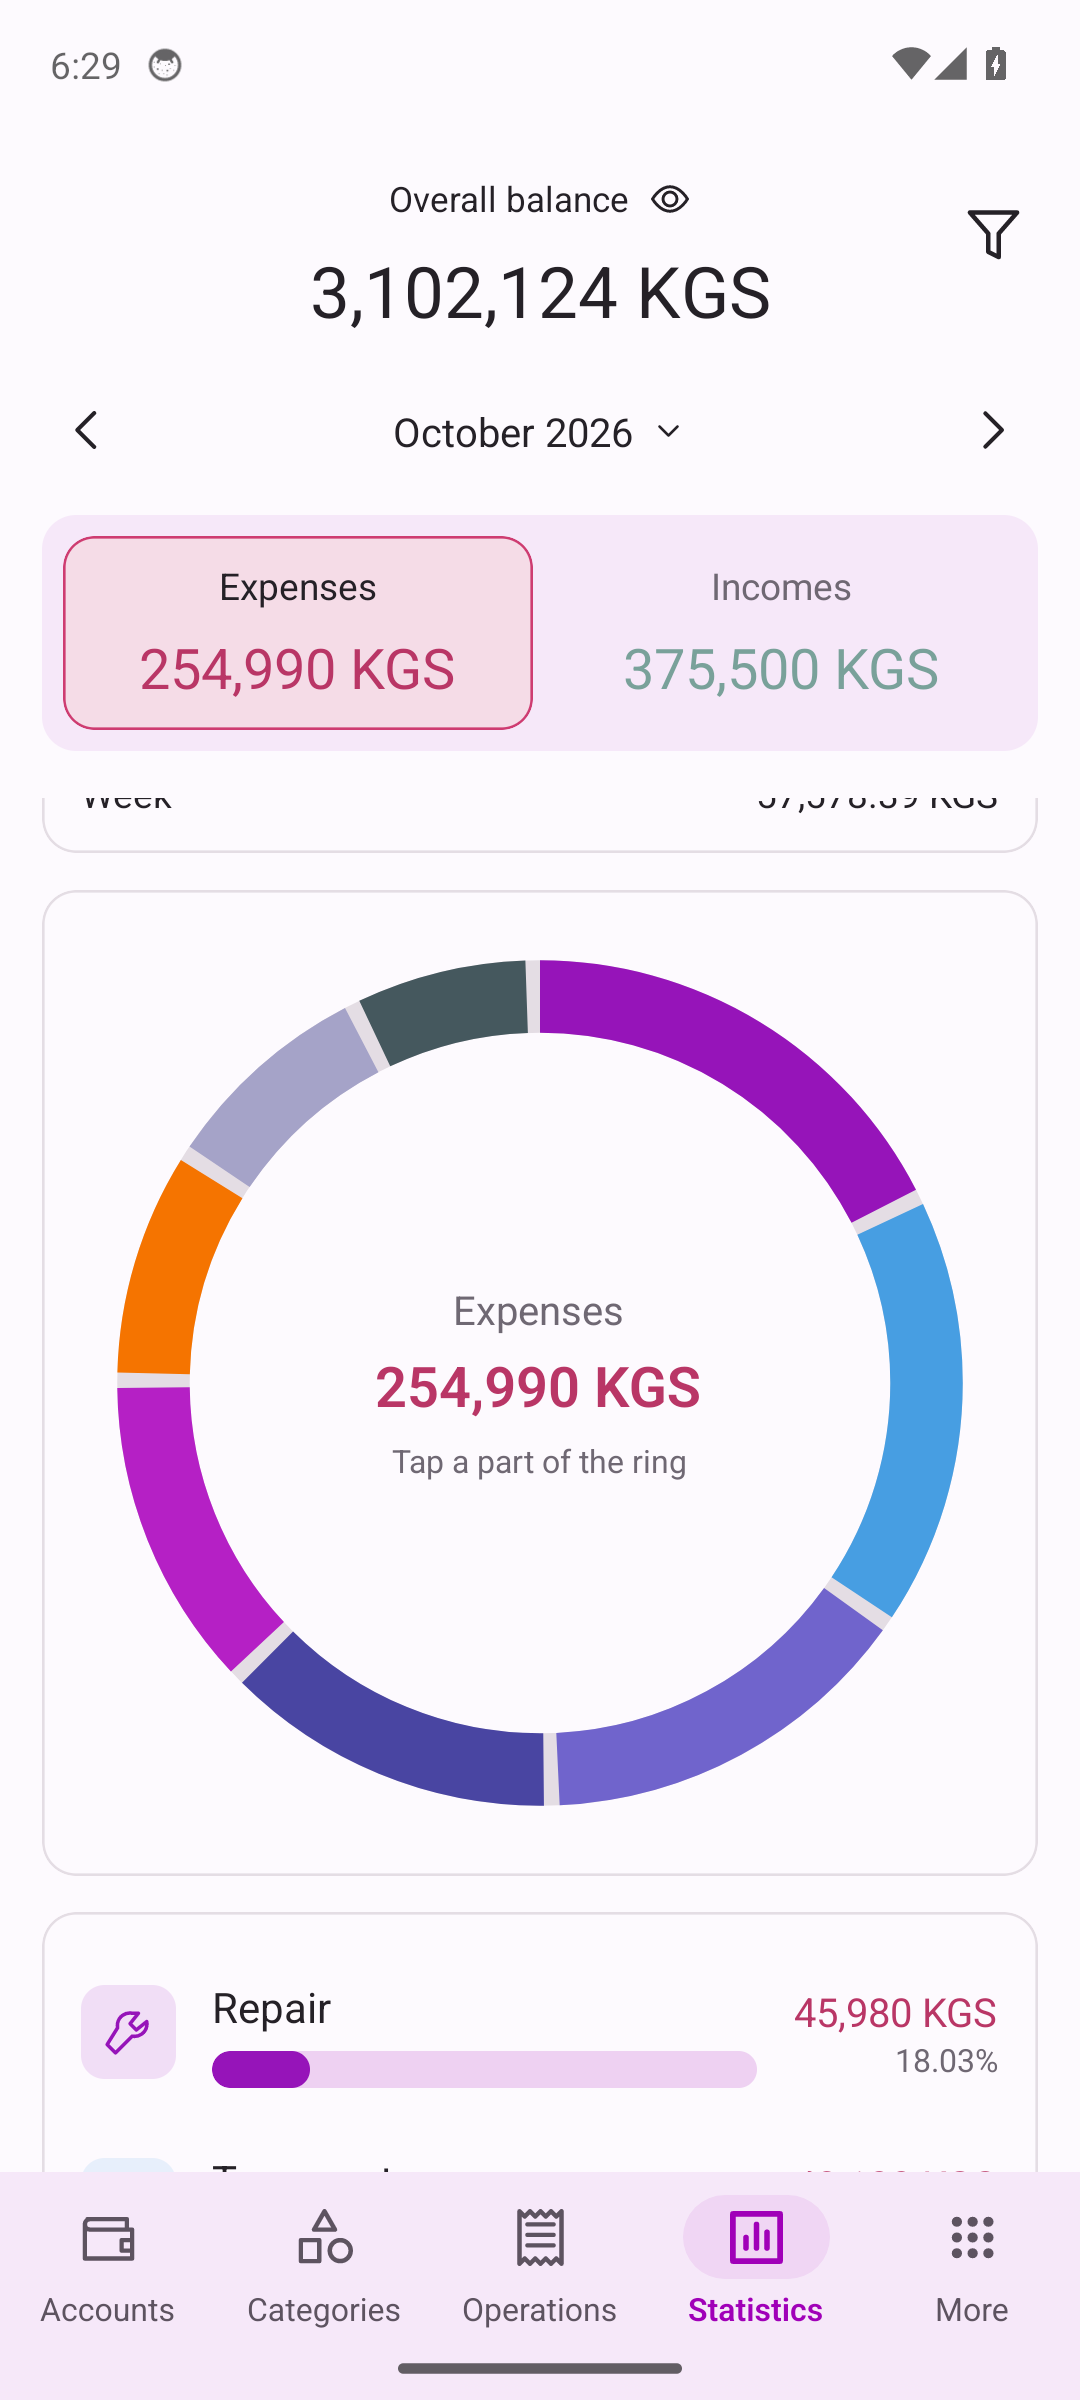 6:29
Overall balance
3,102,124 KGS
October 2026
Expenses
Incomes
254,990 KGS
375,500 KGS
Week
KGS
Expenses
254,990 KGS
Tap a part of the ring
Repair
45,980 KGS
18.03%
Accounts
Categories
Operations
Statistics
More